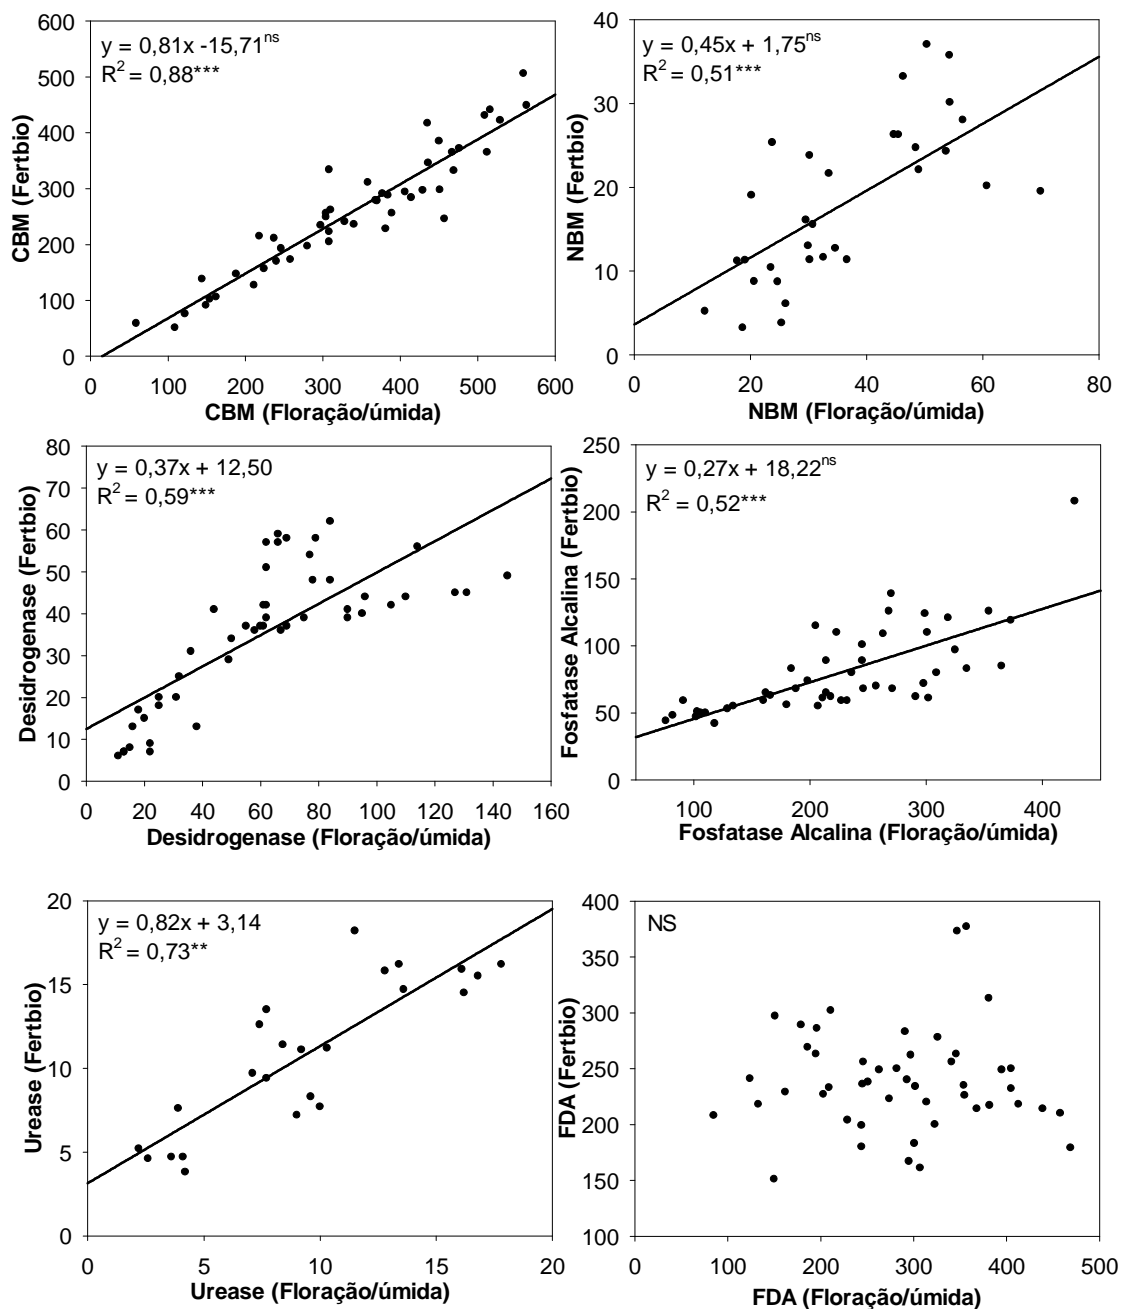 y = 0,81x -15,71ns
R2 = 0,88***
CBM (Fertbio)
600
500
400
300
200
100
0
0 100 200 300 400 500 600
CBM (Floração/úmida)
y = 0,45x + 1,75ns
R2 = 0,51***
NBM (Fertbio)
40
30
20
10
0
0 20 40 60 80
NBM (Floração/úmida)
y = 0,37x + 12,50
R2 = 0,59***
Desidrogenase (Fertbio)
80
70
60
50
40
30
20
10
0
0 20 40 60 80 100 120 140 160
Desidrogenase (Floração/úmida)
y = 0,27x + 18,22ns
R2 = 0,52***
Fosfatase Alcalina (Fertbio)
250
200
150
100
50
0
100 200 300 400
Fosfatase Alcalina (Floração/úmida)
y = 0,82x + 3,14
R2 = 0,73**
Urease (Fertbio)
20
15
10
5
0
0 5 10 15 20
Urease (Floração/úmida)
NS
FDA (Fertbio)
400
350
300
250
200
150
100
0 100 200 300 400 500
FDA (Floração/úmida)